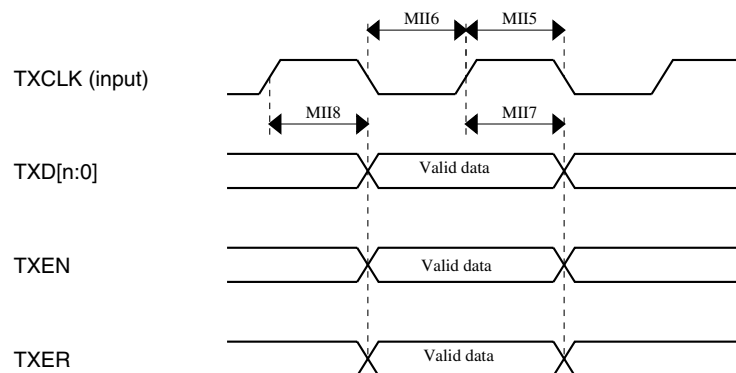 MII6 MII5
TXCLK (input)
MII8 MII7
TXD[n:0] Valid data
TXEN Valid data
TXER Valid data